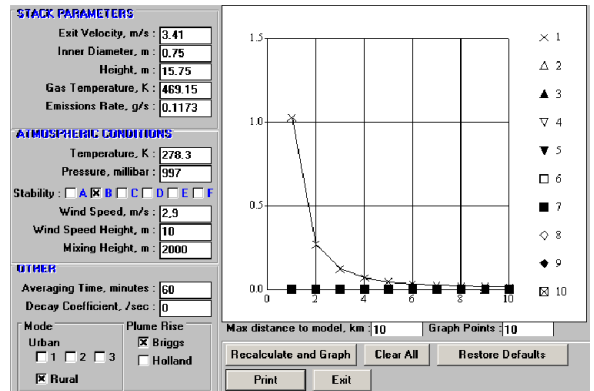 STACK PARAMETERS
Exit Velocity, m/s : 3.41
Inner Diameter, m : 0.75
Height, m : 15.75
Gas Temperature, K : 469.15
Emissions Rate, g/s : 0.1173
ATMOSPHERIC CONDITIONS
Temperature, K : 278.3
Pressure, millibar : 997
Stability : A B C D E F
Wind Speed, m/s : 2,9
Wind Speed Height, m : 10
Mixing Height, m : 2000
OTHER
Averaging Time, minutes : 60
Decay Coefficient, /sec : 0
Mode
Urban
1 2 3
Rural
Plume Rise
Briggs
Holland
1.5
1.0
0.5
0.0
0 2 4 6 8 10
1
2
3
4
5
6
7
8
9
10
Max distance to model, km : 10 Graph Points : 10
Recalculate and Graph Clear All Restore Defaults
Print Exit